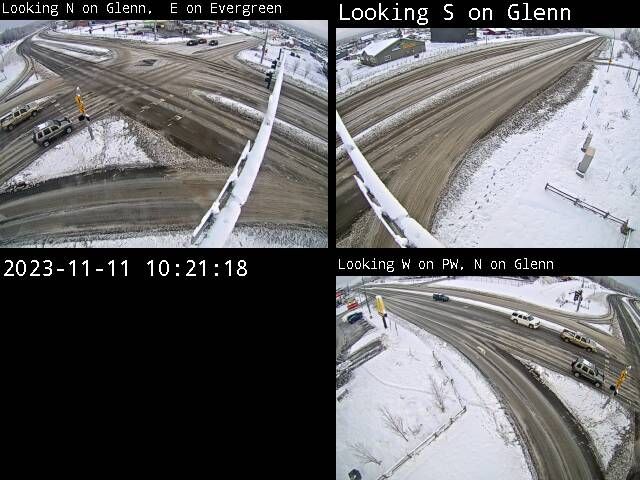 Looking N on Glenn, E on Evergreen
Looking S on Glenn
2023-11-11 10:21:18
Looking W on PW, N on Glenn